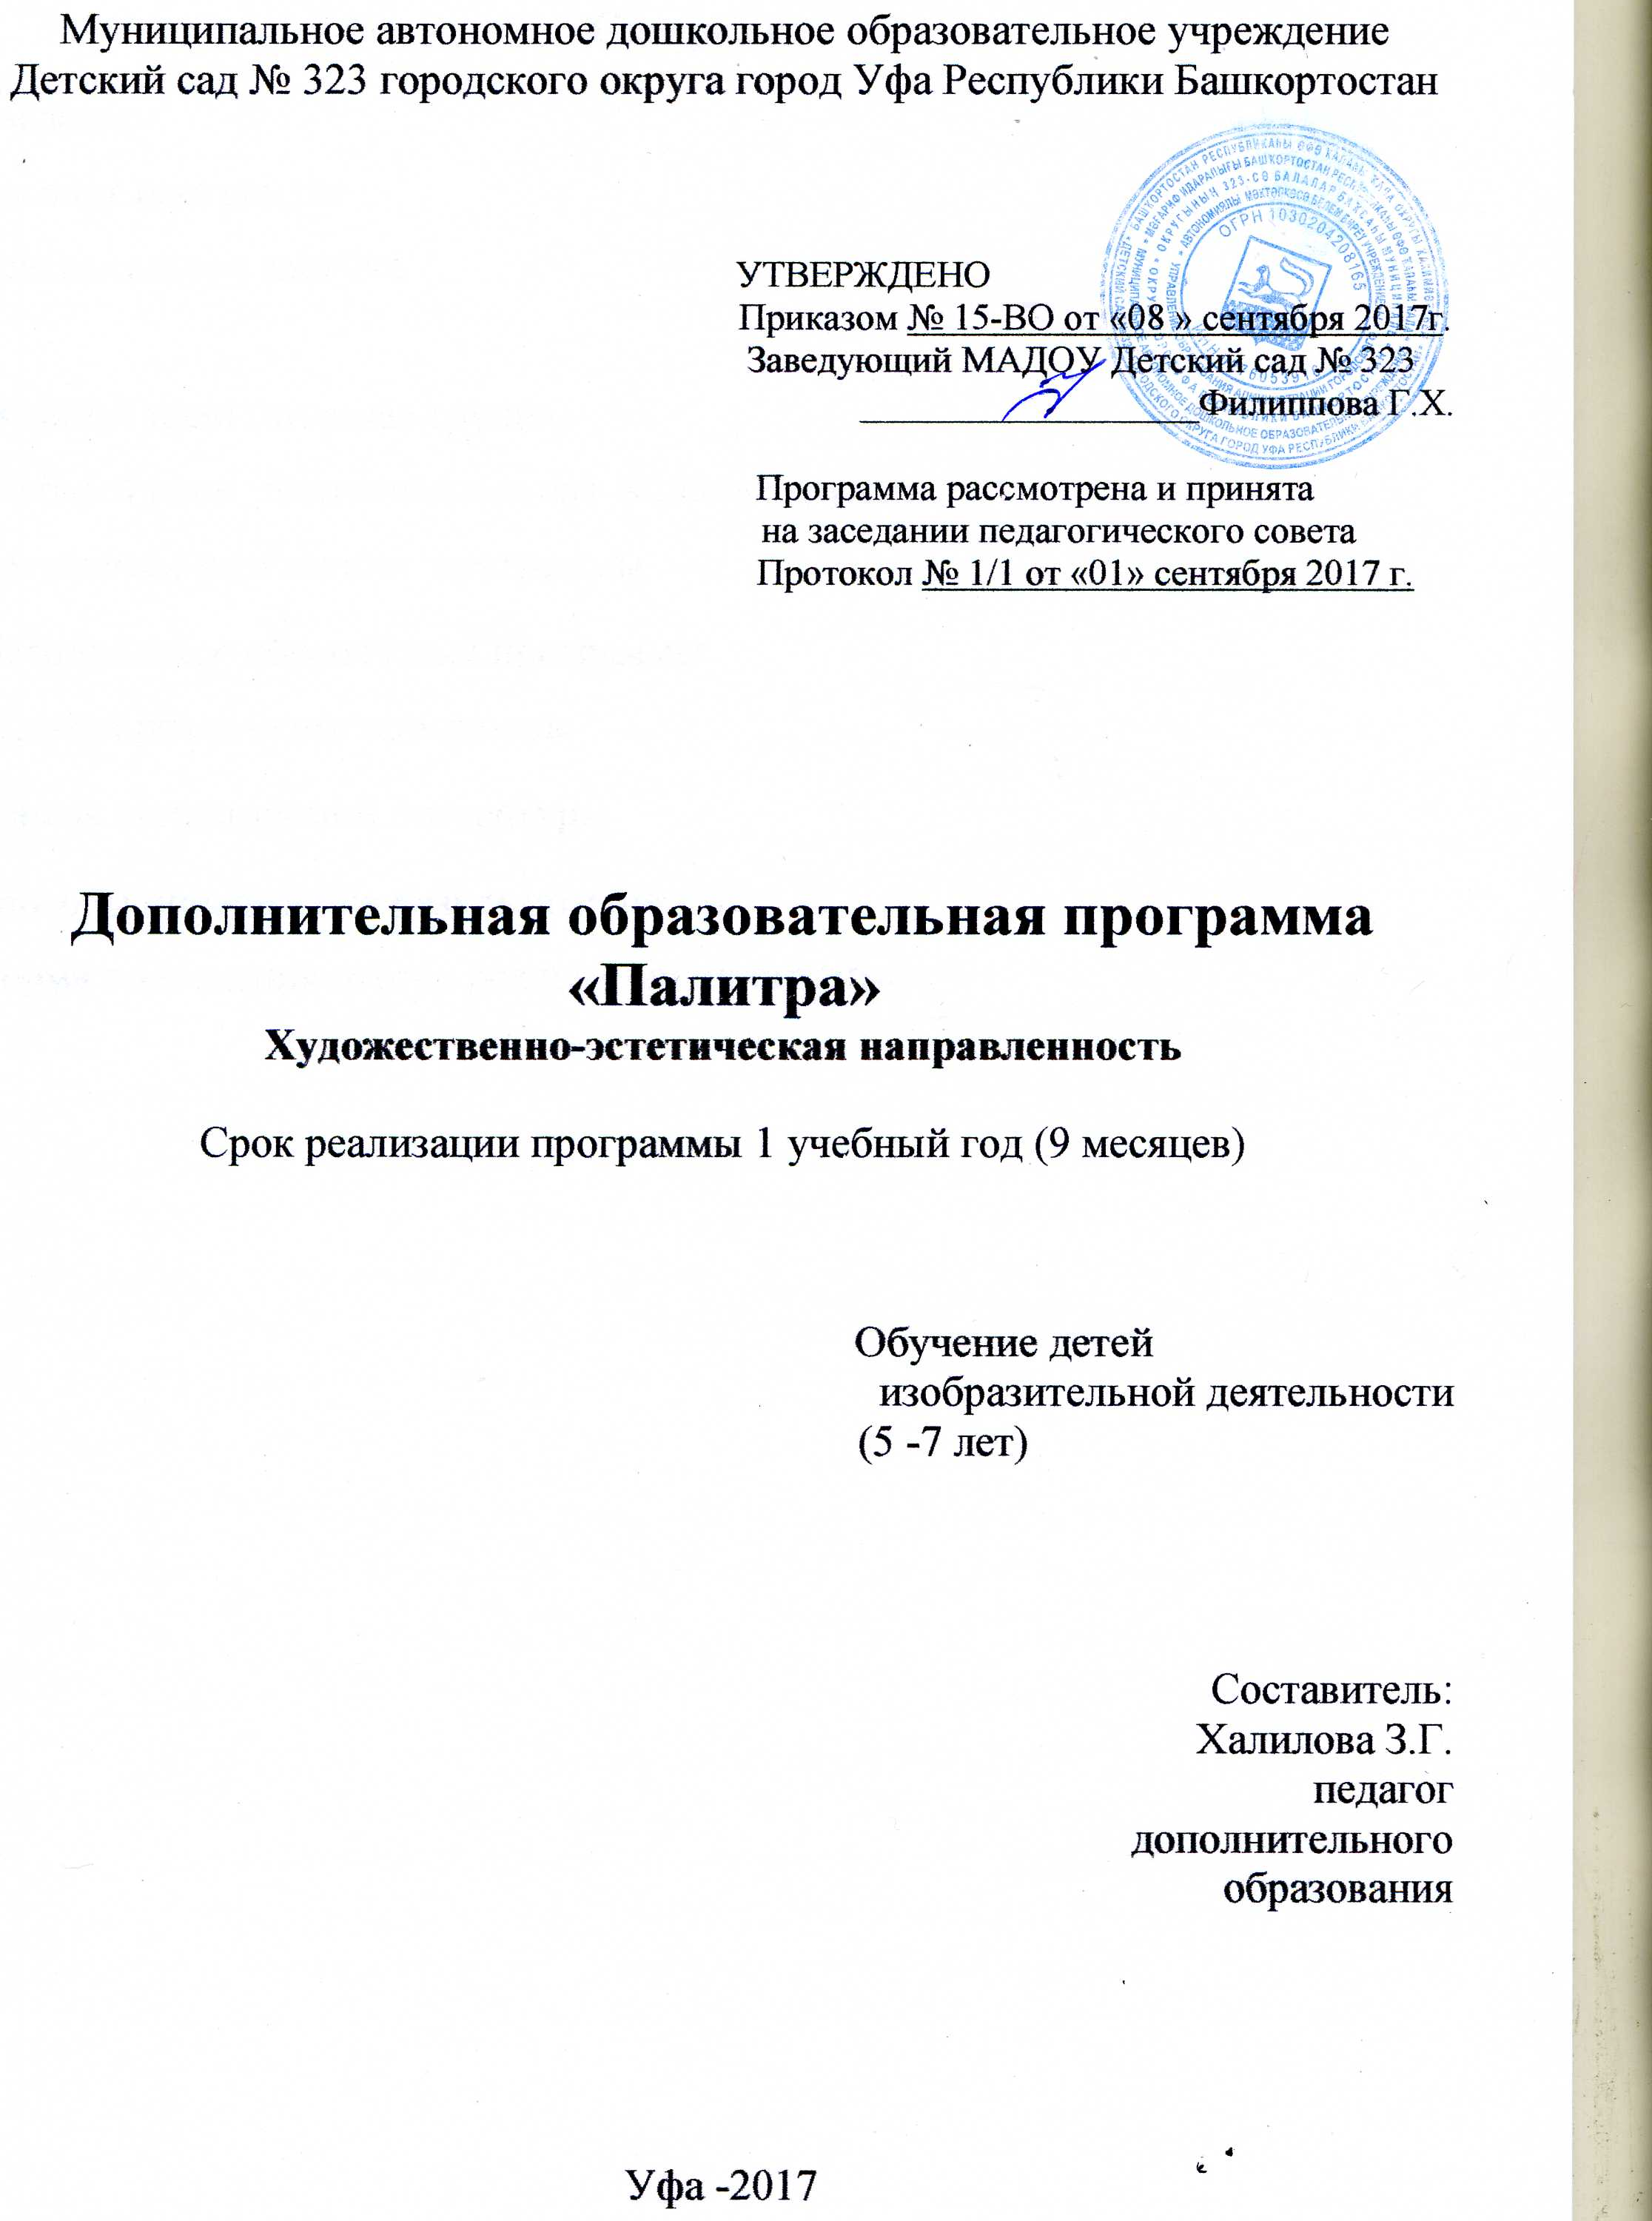 Муниципальное автономное дошкольное образовательное учреждение
Детский сад № 323 городского округа город Уфа Республики Башкортостан
ОГРН 1030204208165
УТВЕРЖДЕНО
Приказом № 15-ВО от «08 » сентября 2017г.
Заведующий МАДОУ Детский сад № 323
Филиппова Г.Х.
Программа рассмотрена и принята
на заседании педагогического совета
Протокол № 1/1 от «01» сентября 2017 г.
Дополнительная образовательная программа
«Палитра»
Художественно-эстетическая направленность
Срок реализации программы 1 учебный год (9 месяцев)
Обучение детей
изобразительной деятельности
(5 -7 лет)
Составитель:
Халилова З.Г.
педагог
дополнительного
образования
Уфа -2017